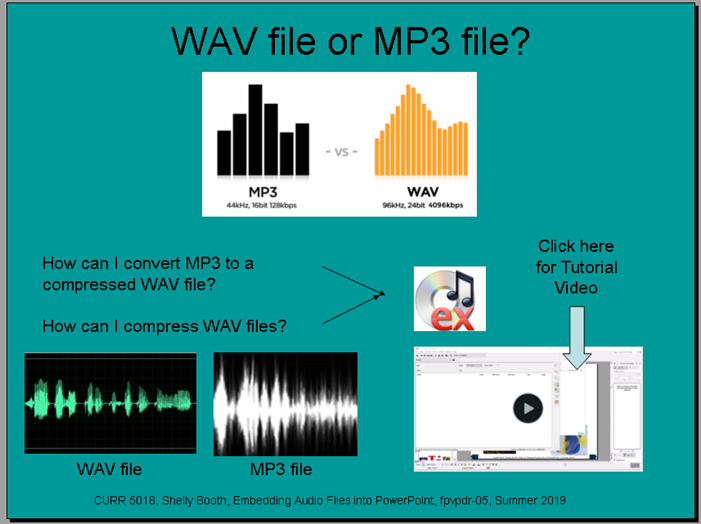 WAV file or MP3 file?
- vs -
MP3
44kHz, 16bit 128kbps
WAV
96kHz, 24bit 4096kbps
How can I convert MP3 to a
compressed WAV file?
How can I compress WAV files?
ex
Click here
for Tutorial
Video
WAV file
MP3 file
CURR 5018, Shelly Booth, Embedding Audio Files into PowerPoint, fpvpdr-05, Summer 2019